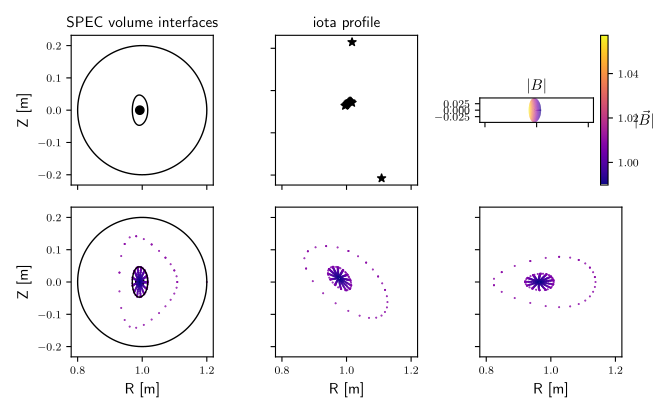 SPEC volume interfaces
iota profile
|B|
0.2
0.1
0.0
−0.1
−0.2
Z [m]
0.025
0.000
−0.025
1.04
1.02
1.00
|B⃗|
0.2
0.1
0.0
−0.1
−0.2
Z [m]
0.8
1.0
1.2
R [m]
0.8
1.0
1.2
R [m]
0.8
1.0
1.2
R [m]